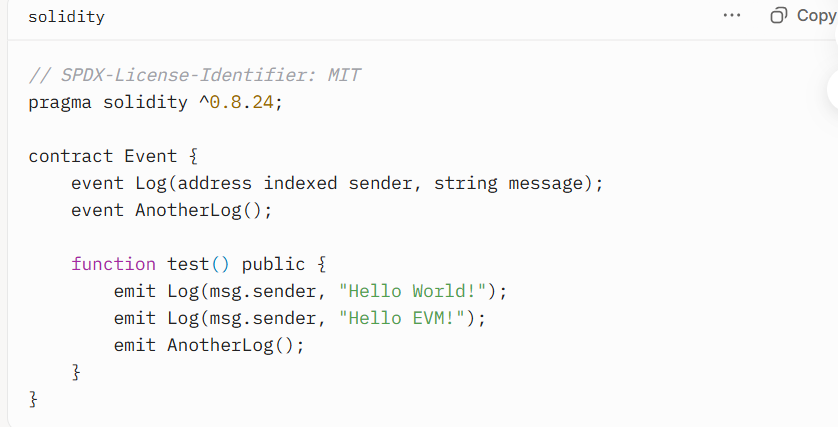 solidity
... Copy
// SPDX-License-Identifier: MIT
pragma solidity ^0.8.24;
contract Event {
    event Log(address indexed sender, string message);
    event AnotherLog();
    function test() public {
        emit Log(msg.sender, "Hello World!");
        emit Log(msg.sender, "Hello EVM!");
        emit AnotherLog();
    }
}